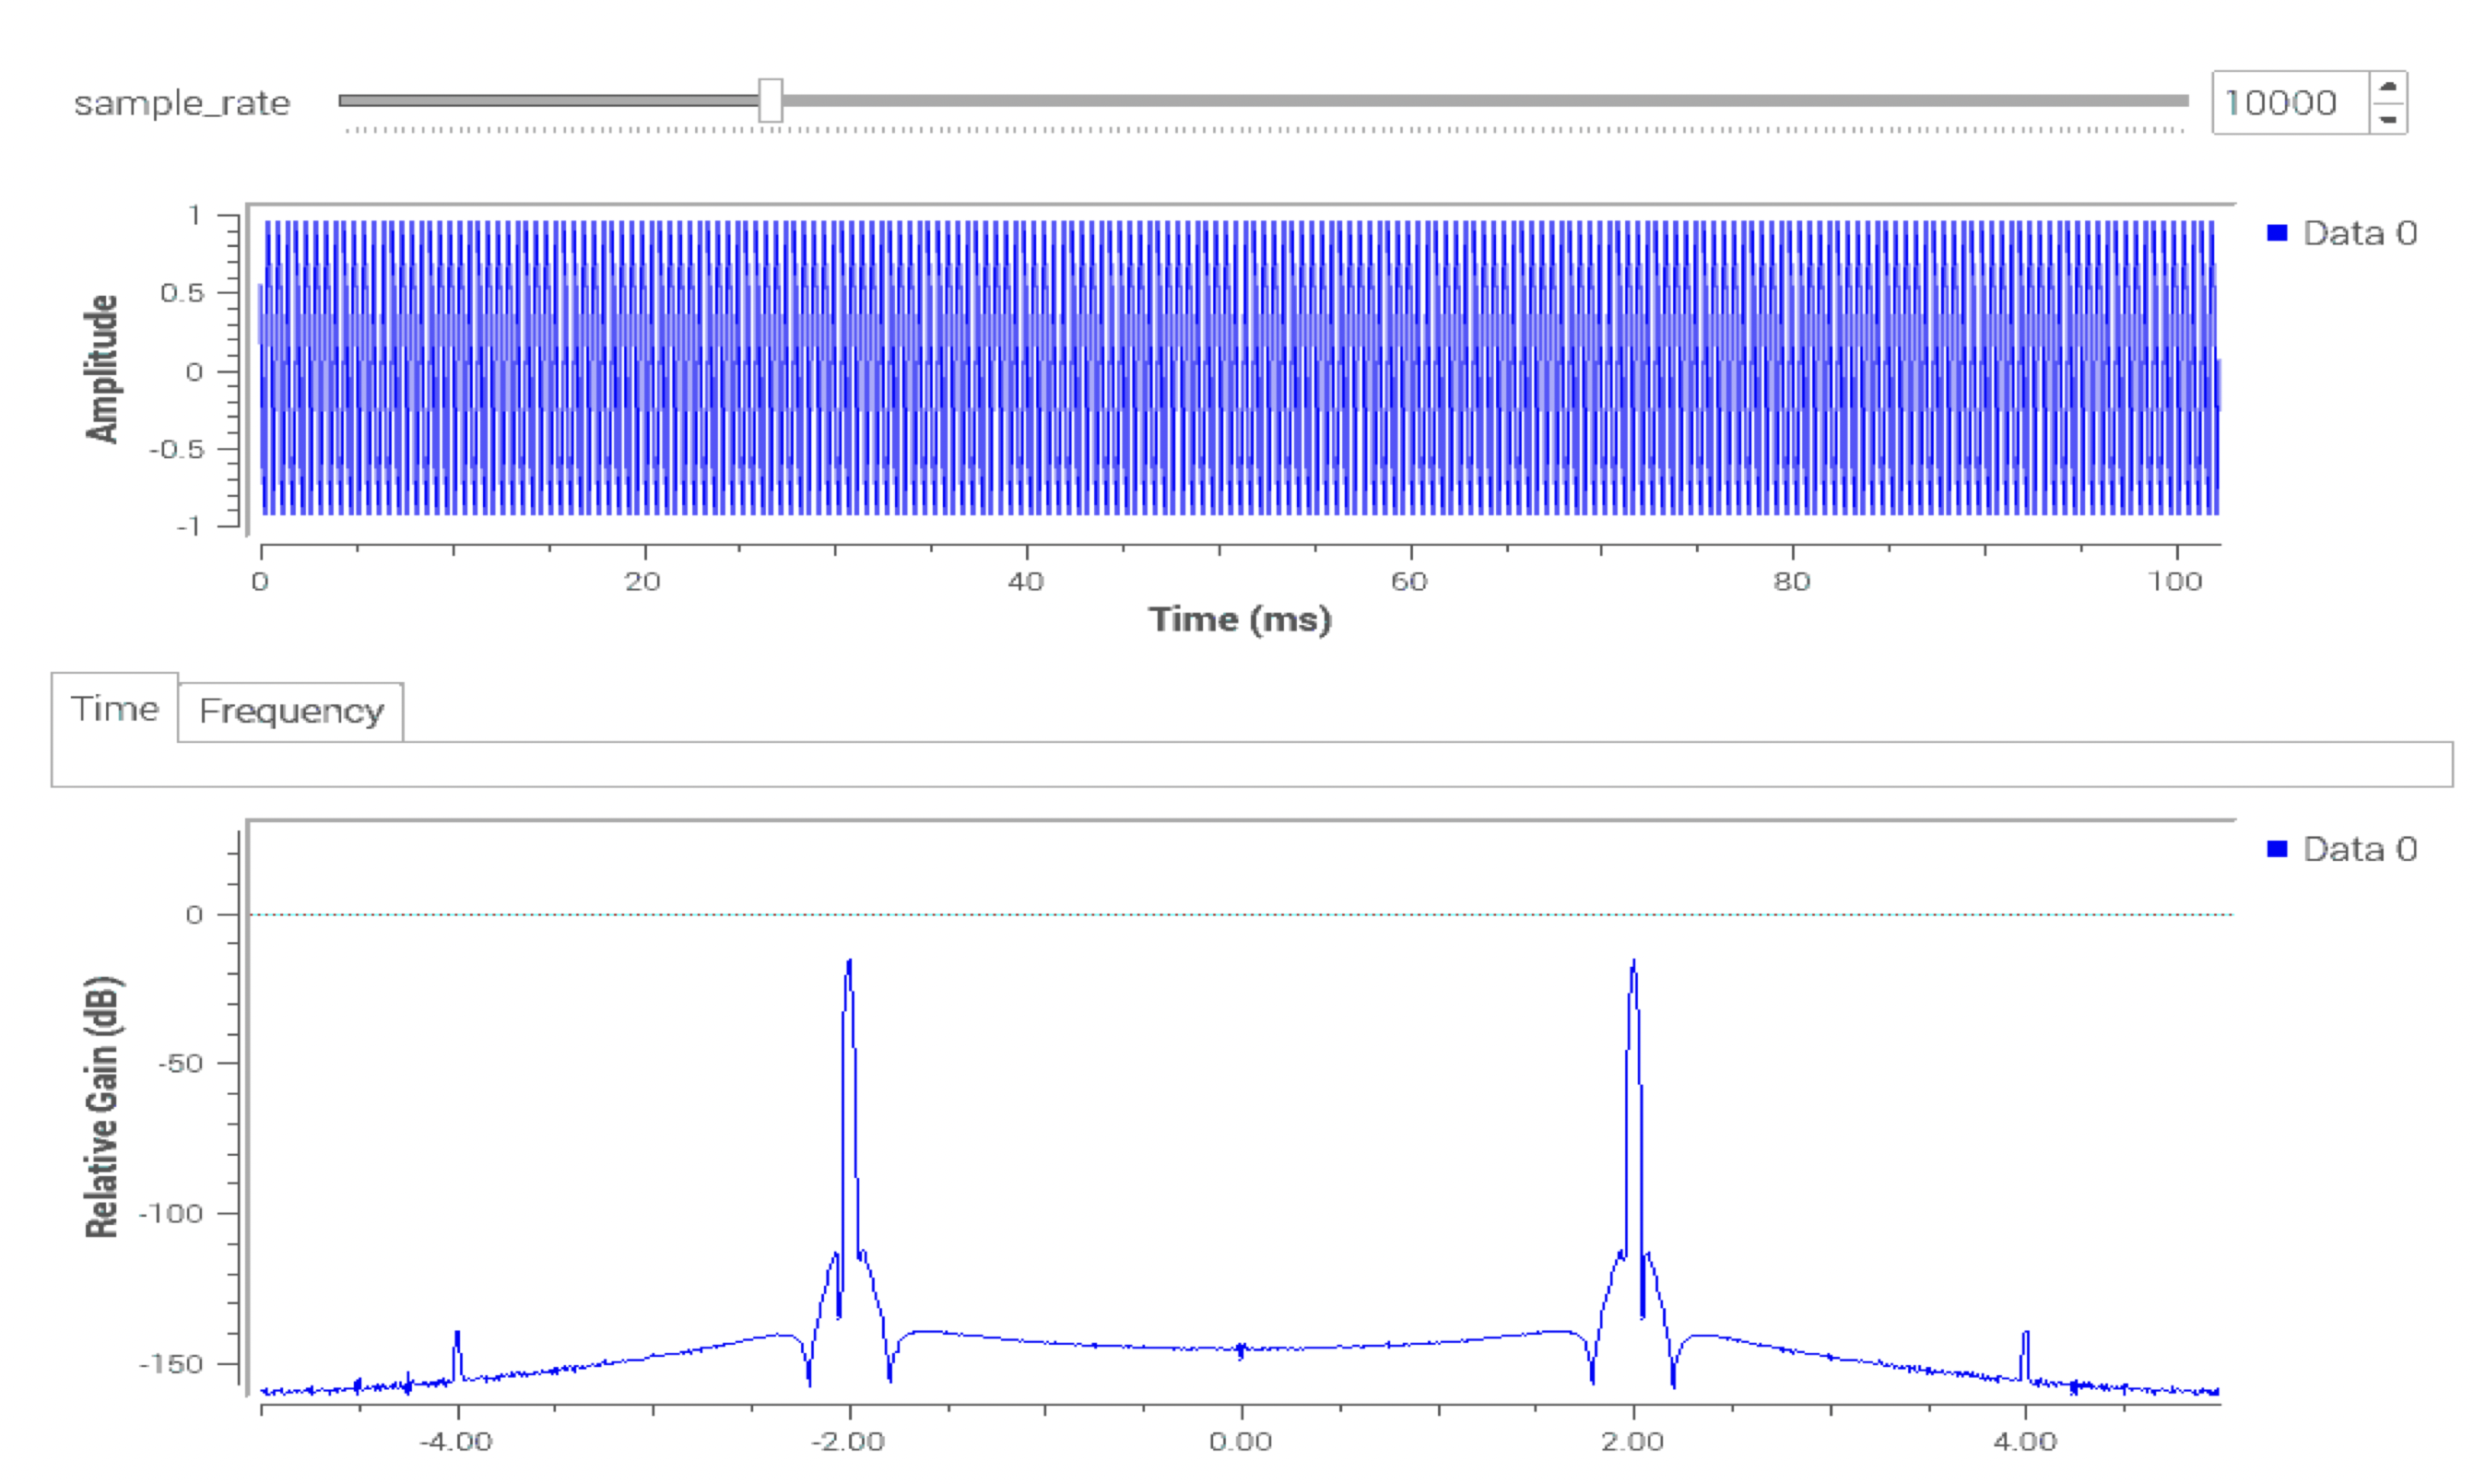 sample_rate 10000
Data 0
1
0.5
0
-0.5
-1
Amplitude
0 20 40 60 80 100
Time (ms)
Time Frequency
Data 0
0
-50
-100
-150
Relative Gain (dB)
-4.00 -2.00 0.00 2.00 4.00